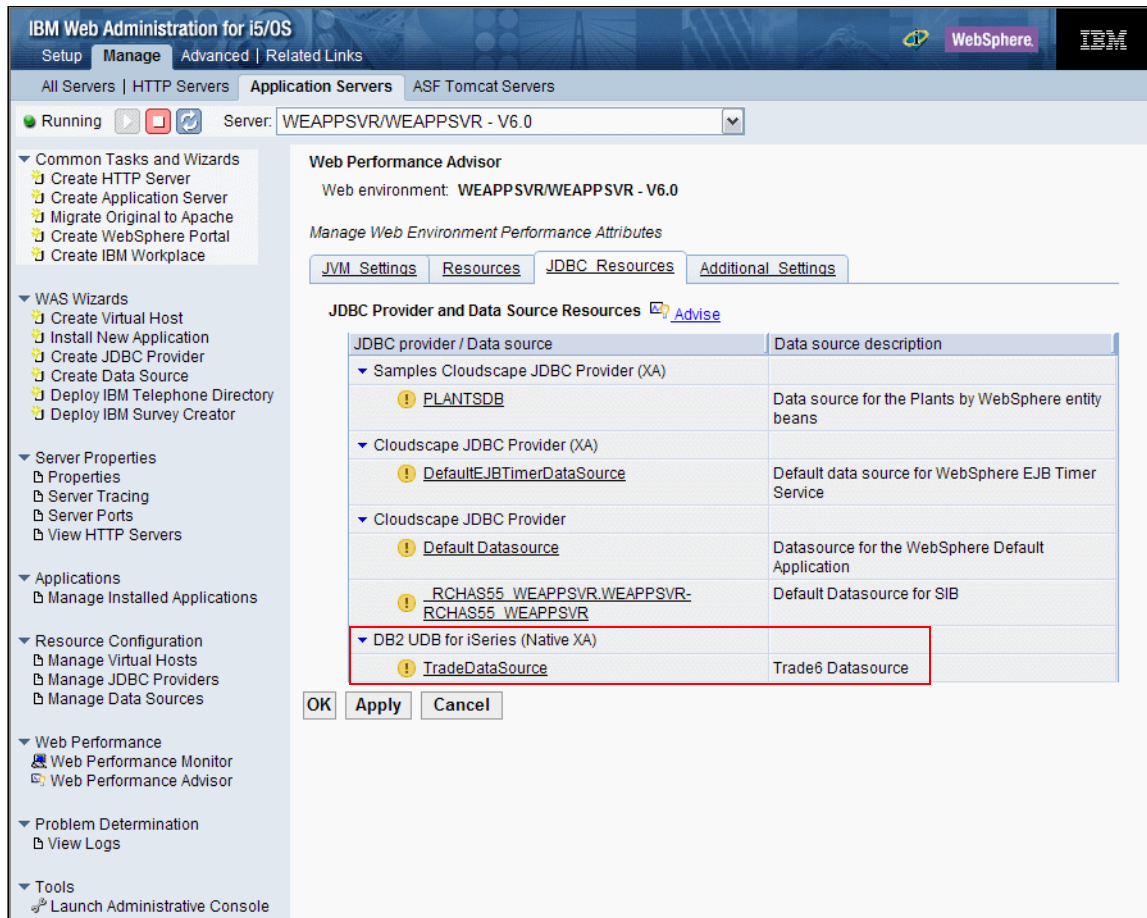 IBM Web Administration for i5/OS
Setup Manage Advanced | Related Links
WebSphere.
IBM
All Servers | HTTP Servers Application Servers ASF Tomcat Servers
Running Server: WEAPPSVR/WEAPPSVR - V6.0
Common Tasks and Wizards
Create HTTP Server
Create Application Server
Migrate Original to Apache
Create WebSphere Portal
Create IBM Workplace
WAS Wizards
Create Virtual Host
Install New Application
Create JDBC Provider
Create Data Source
Deploy IBM Telephone Directory
Deploy IBM Survey Creator
Server Properties
Properties
Server Tracing
Server Ports
View HTTP Servers
Applications
Manage Installed Applications
Resource Configuration
Manage Virtual Hosts
Manage JDBC Providers
Manage Data Sources
Web Performance
Web Performance Monitor
Web Performance Advisor
Problem Determination
View Logs
Tools
Launch Administrative Console
Web Performance Advisor
Web environment: WEAPPSVR/WEAPPSVR - V6.0
Manage Web Environment Performance Attributes
JVM Settings Resources JDBC Resources Additional Settings
JDBC Provider and Data Source Resources Advise
JDBC provider / Data source Data source description
Samples Cloudscape JDBC Provider (XA)
PLANTSDB Data source for the Plants by WebSphere entity
beans
Cloudscape JDBC Provider (XA)
DefaultEJBTimerDataSource Default data source for WebSphere EJB Timer
Service
Cloudscape JDBC Provider
Default Datasource Datasource for the WebSphere Default
Application
_RCHAS55_WEAPPSVR.WEAPPSVR- Default Datasource for SIB
RCHAS55_WEAPPSVR
DB2 UDB for iSeries (Native XA)
TradeDataSource Trade6 Datasource
OK Apply Cancel